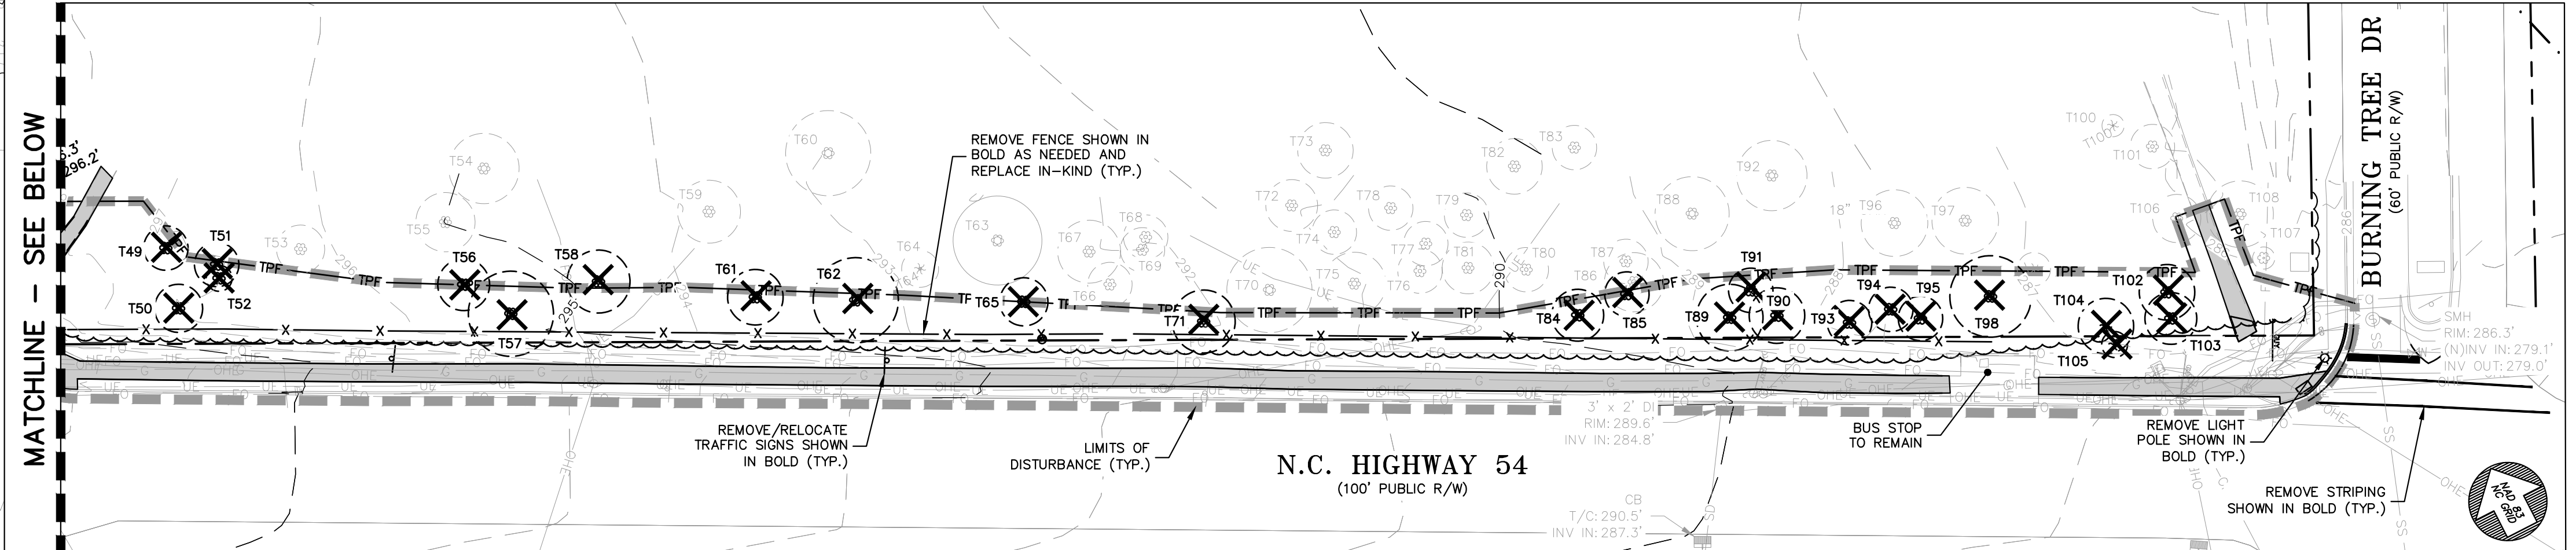 MATCHLINE - SEE BELOW
296.2'
T49
T50
T51
T52
T53
T54
T55
T56
T57
T58
T59
T60
T61
T62
T63
T64
T65
T66
T67
T68
T69
T70
T71
T72
T73
T74
T75
T76
T77
T78
T79
T80
T81
T82
T83
T84
T85
T86
T87
T88
T89
T90
T91
T92
T93
T94
T95
T96
T97
T98
T100
T100
T101
T102
T103
T104
T105
T106
T107
T108
18"
290
286
TPF
REMOVE FENCE SHOWN IN
BOLD AS NEEDED AND
REPLACE IN-KIND (TYP.)
REMOVE/RELOCATE
TRAFFIC SIGNS SHOWN
IN BOLD (TYP.)
LIMITS OF
DISTURBANCE (TYP.)
N.C. HIGHWAY 54
(100' PUBLIC R/W)
3' x 2' DI
RIM: 289.6'
INV IN: 284.8'
CB
T/C: 290.5'
INV IN: 287.3'
BUS STOP
TO REMAIN
REMOVE LIGHT
POLE SHOWN IN
BOLD (TYP.)
REMOVE STRIPING
SHOWN IN BOLD (TYP.)
BURNING TREE DR
(60' PUBLIC R/W)
SMH
RIM: 286.3'
(N)INV IN: 279.1'
INV OUT: 279.0'
NAD 83
NC GRID